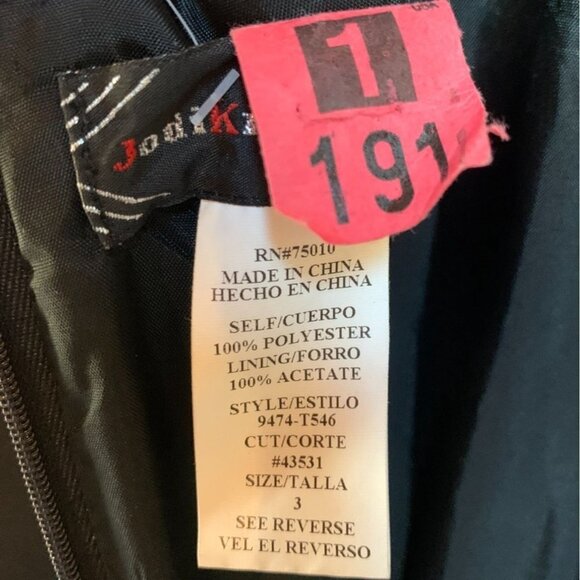 1
191
Jodi
RN#75010
MADE IN CHINA
HECHO EN CHINA
SELF/CUERPO
100% POLYESTER
LINING/FORRO
100% ACETATE
STYLE/ESTILO
9474-T546
CUT/CORTE
#43531
SIZE/TALLA
3
SEE REVERSE
VEL EL REVERSO